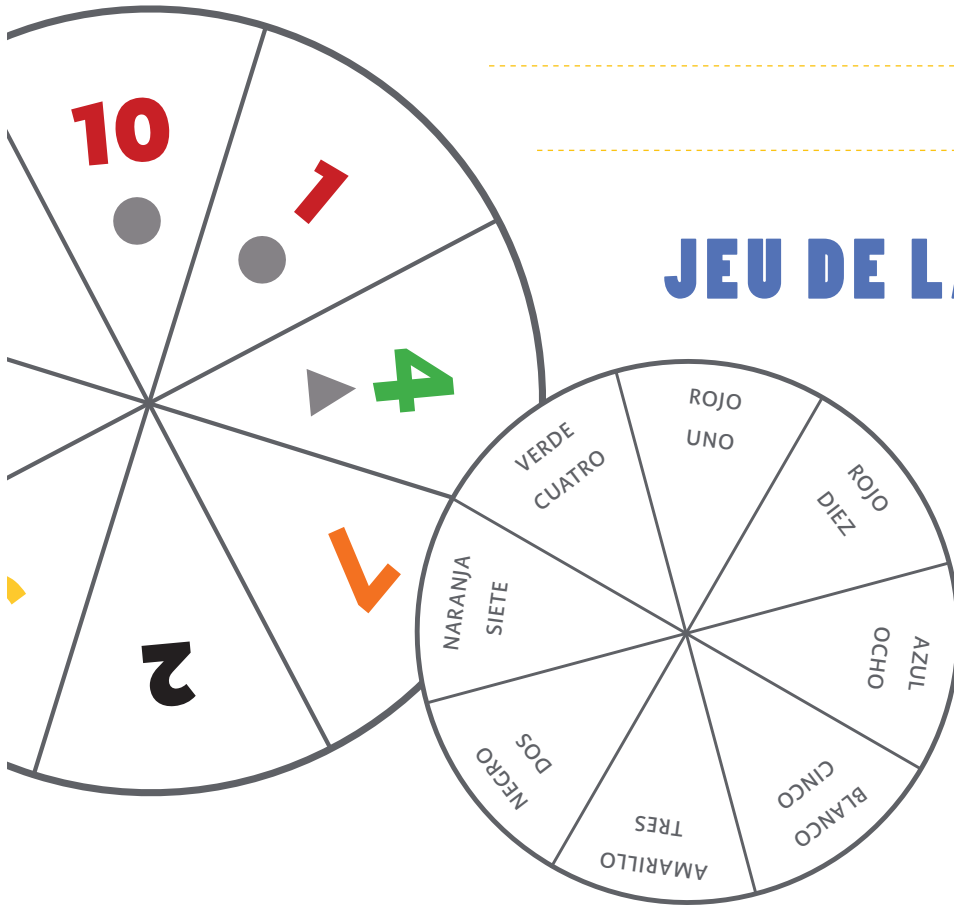 10
1
4
7
2
JEU DE L
ROJO
UNO
ROJO
DIEZ
AZUL
OCHO
BLANCO
CINCO
AMARILLO
TRES
NEGRO
DOS
NARANJA
SIETE
VERDE
CUATRO